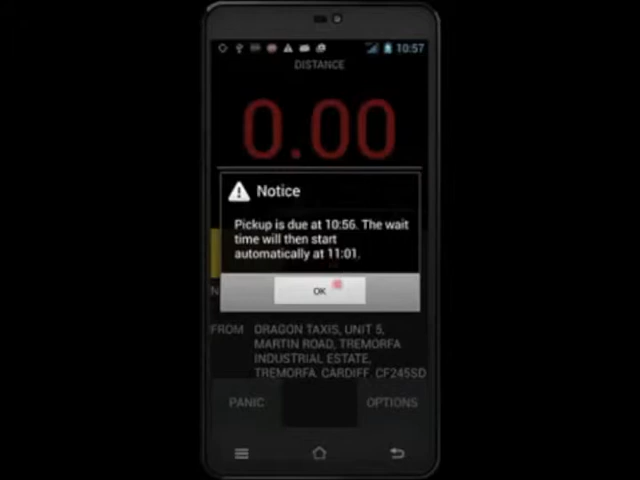 10:57
DISTANCE
0.00
Notice
Pickup is due at 10:56. The wait
time will then start
automatically at 11:01.
OK
N
FROM DRAGON TAXIS, UNIT 5,
MARTIN ROAD, TREMORFA
INDUSTRIAL ESTATE,
TREMORFA, CARDIFF, CF245SD
PANIC OPTIONS